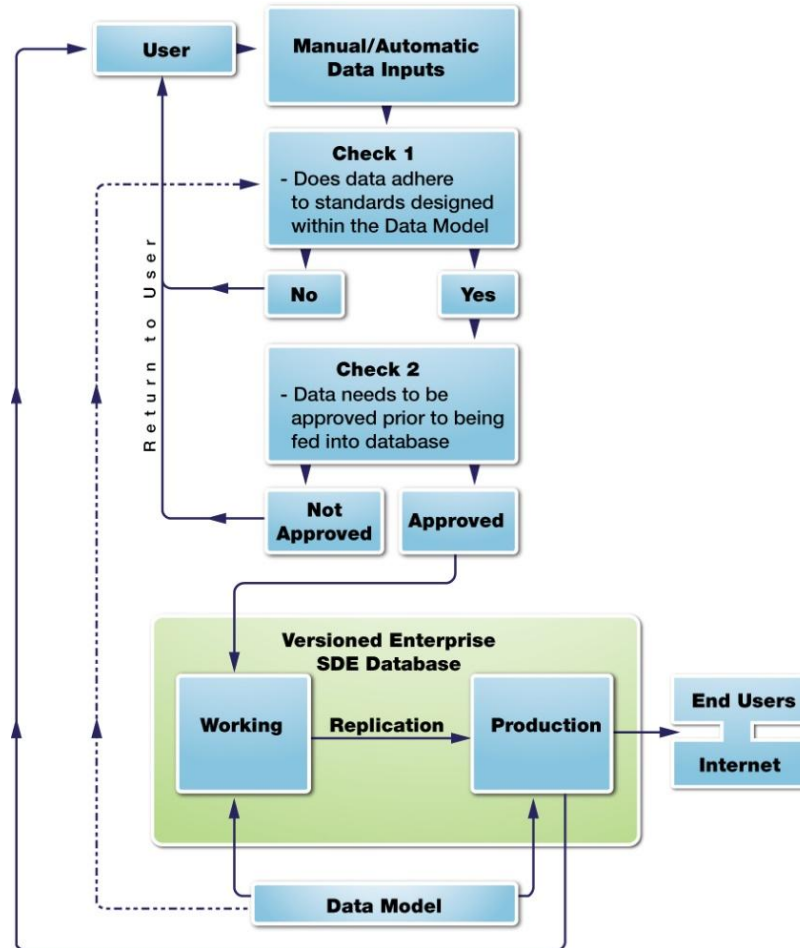 User
Manual/Automatic
Data Inputs
Check 1
- Does data adhere
to standards designed
within the Data Model
Return to User
No
Yes
Check 2
- Data needs to be
approved prior to being
fed into database
Not
Approved
Approved
Versioned Enterprise
SDE Database
Working
Replication
Production
End Users
Internet
Data Model